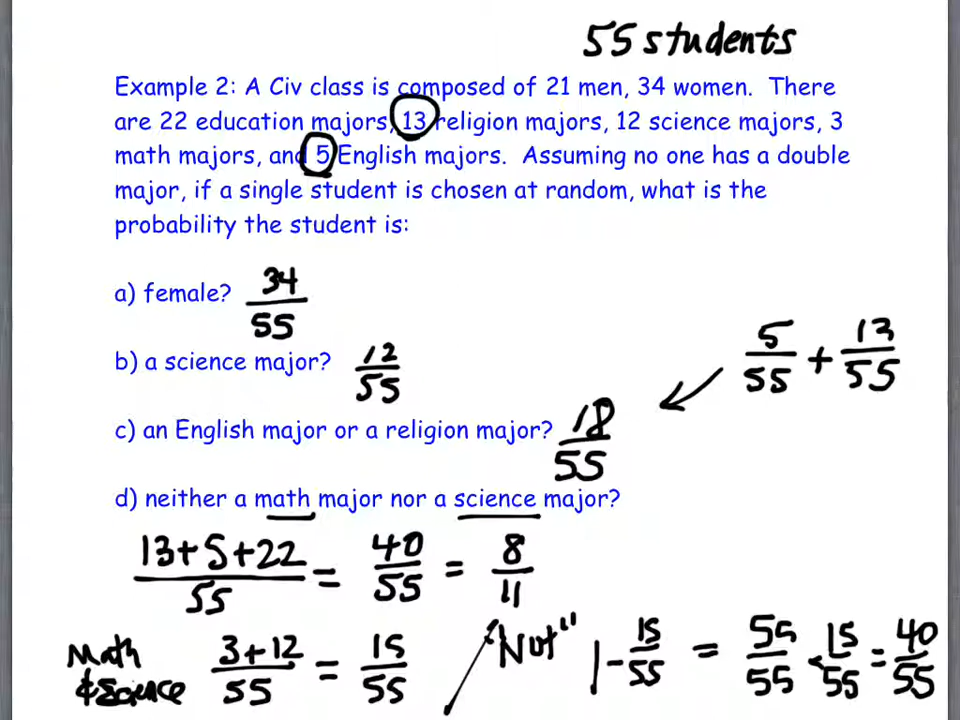 55 students
Example 2: A Civ class is composed of 21 men, 34 women. There
are 22 education majors, 13 religion majors, 12 science majors, 3
math majors, and 5 English majors. Assuming no one has a double
major, if a single student is chosen at random, what is the
probability the student is:
a) female? 34/55
b) a science major? 12/55
5/55 + 13/55
c) an English major or a religion major? 18/55
d) neither a math major nor a science major?
13+5+22/55 = 40/55 = 8/11
Math & Science 3+12/55 = 15/55
"Not" 1 - 15/55 = 55/55 - 15/55 = 40/55